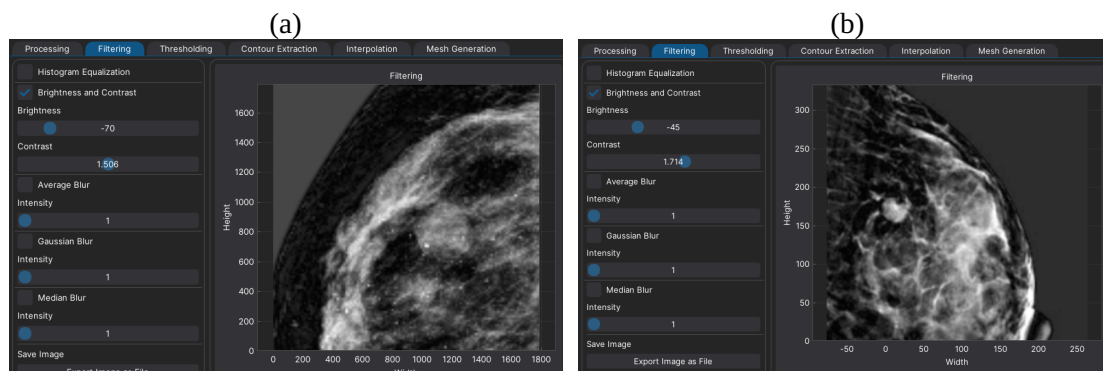 (a)
Processing Filtering Thresholding Contour Extraction Interpolation Mesh Generation
Histogram Equalization
Brightness and Contrast
Brightness
-70
Contrast
1.506
Average Blur
Intensity
1
Gaussian Blur
Intensity
1
Median Blur
Intensity
1
Save Image
Export Image as File
Filtering
1600
1400
1200
1000
800
600
400
200
0
Height
0 200 400 600 800 1000 1200 1400 1600 1800
Width
(b)
Processing Filtering Thresholding Contour Extraction Interpolation Mesh Generation
Histogram Equalization
Brightness and Contrast
Brightness
-45
Contrast
1.714
Average Blur
Intensity
1
Gaussian Blur
Intensity
1
Median Blur
Intensity
1
Save Image
Export Image as File
Filtering
300
250
200
150
100
50
0
Height
-50 0 50 100 150 200 250
Width